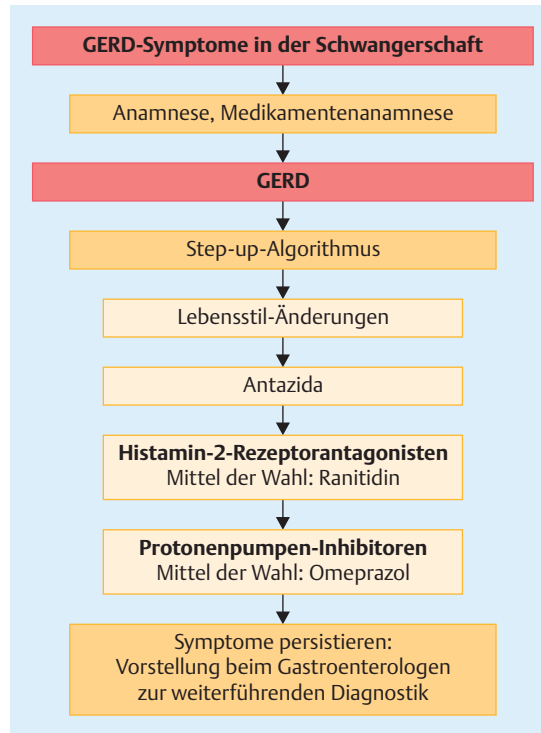 GERD-Symptome in der Schwangerschaft
Anamnese, Medikamentenanamnese
GERD
Step-up-Algorithmus
Lebensstil-Änderungen
Antazida
Histamin-2-Rezeptorantagonisten
Mittel der Wahl: Ranitidin
Protonenpumpen-Inhibitoren
Mittel der Wahl: Omeprazol
Symptome persistieren:
Vorstellung beim Gastroenterologen
zur weiterführenden Diagnostik